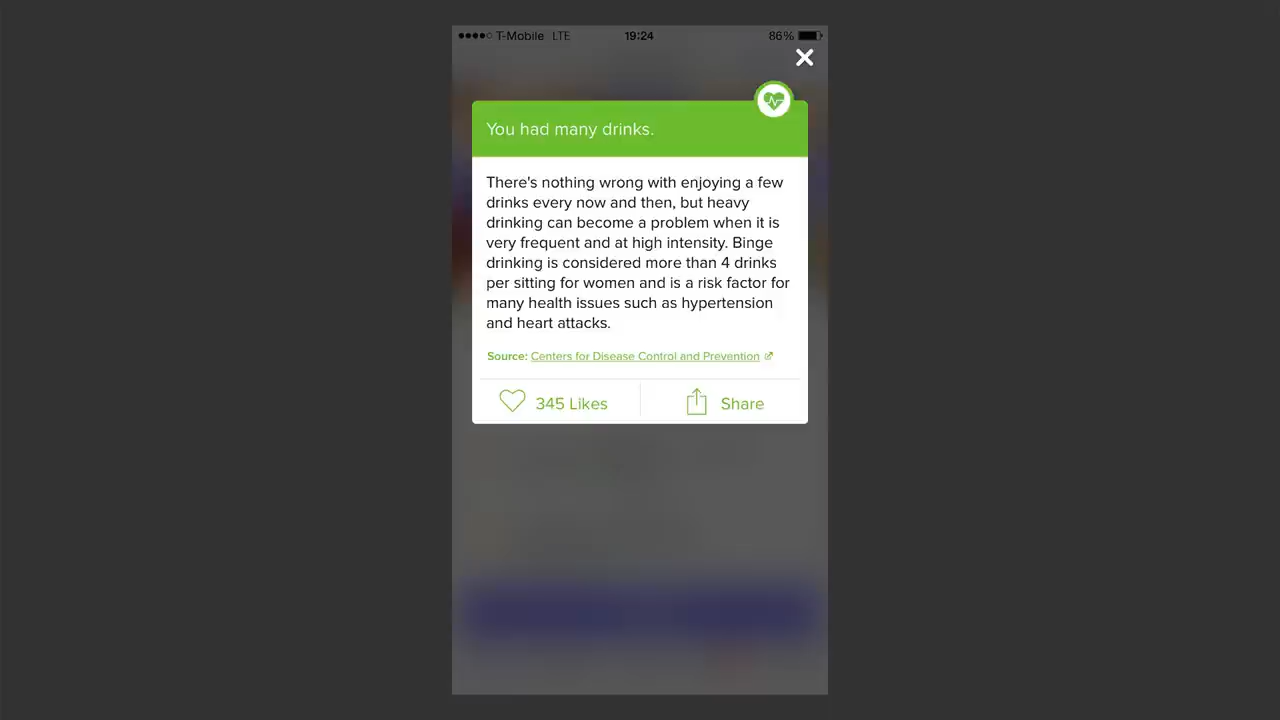 T-Mobile LTE 19:24 86%
You had many drinks.
There's nothing wrong with enjoying a few
drinks every now and then, but heavy
drinking can become a problem when it is
very frequent and at high intensity. Binge
drinking is considered more than 4 drinks
per sitting for women and is a risk factor for
many health issues such as hypertension
and heart attacks.
Source: Centers for Disease Control and Prevention
345 Likes
Share